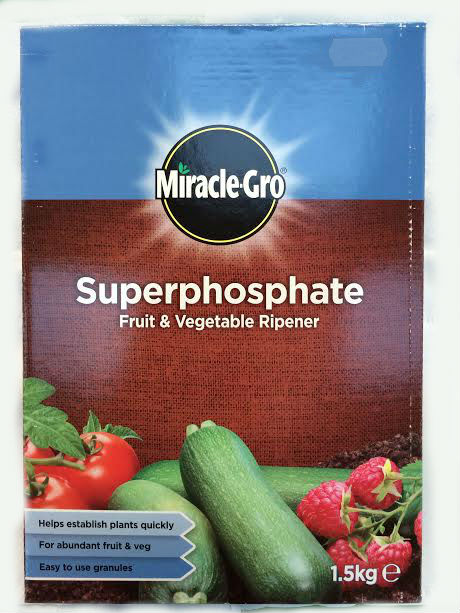 Miracle-Gro®
Superphosphate
Fruit & Vegetable Ripener
Helps establish plants quickly
For abundant fruit & veg
Easy to use granules
1.5kg ℮